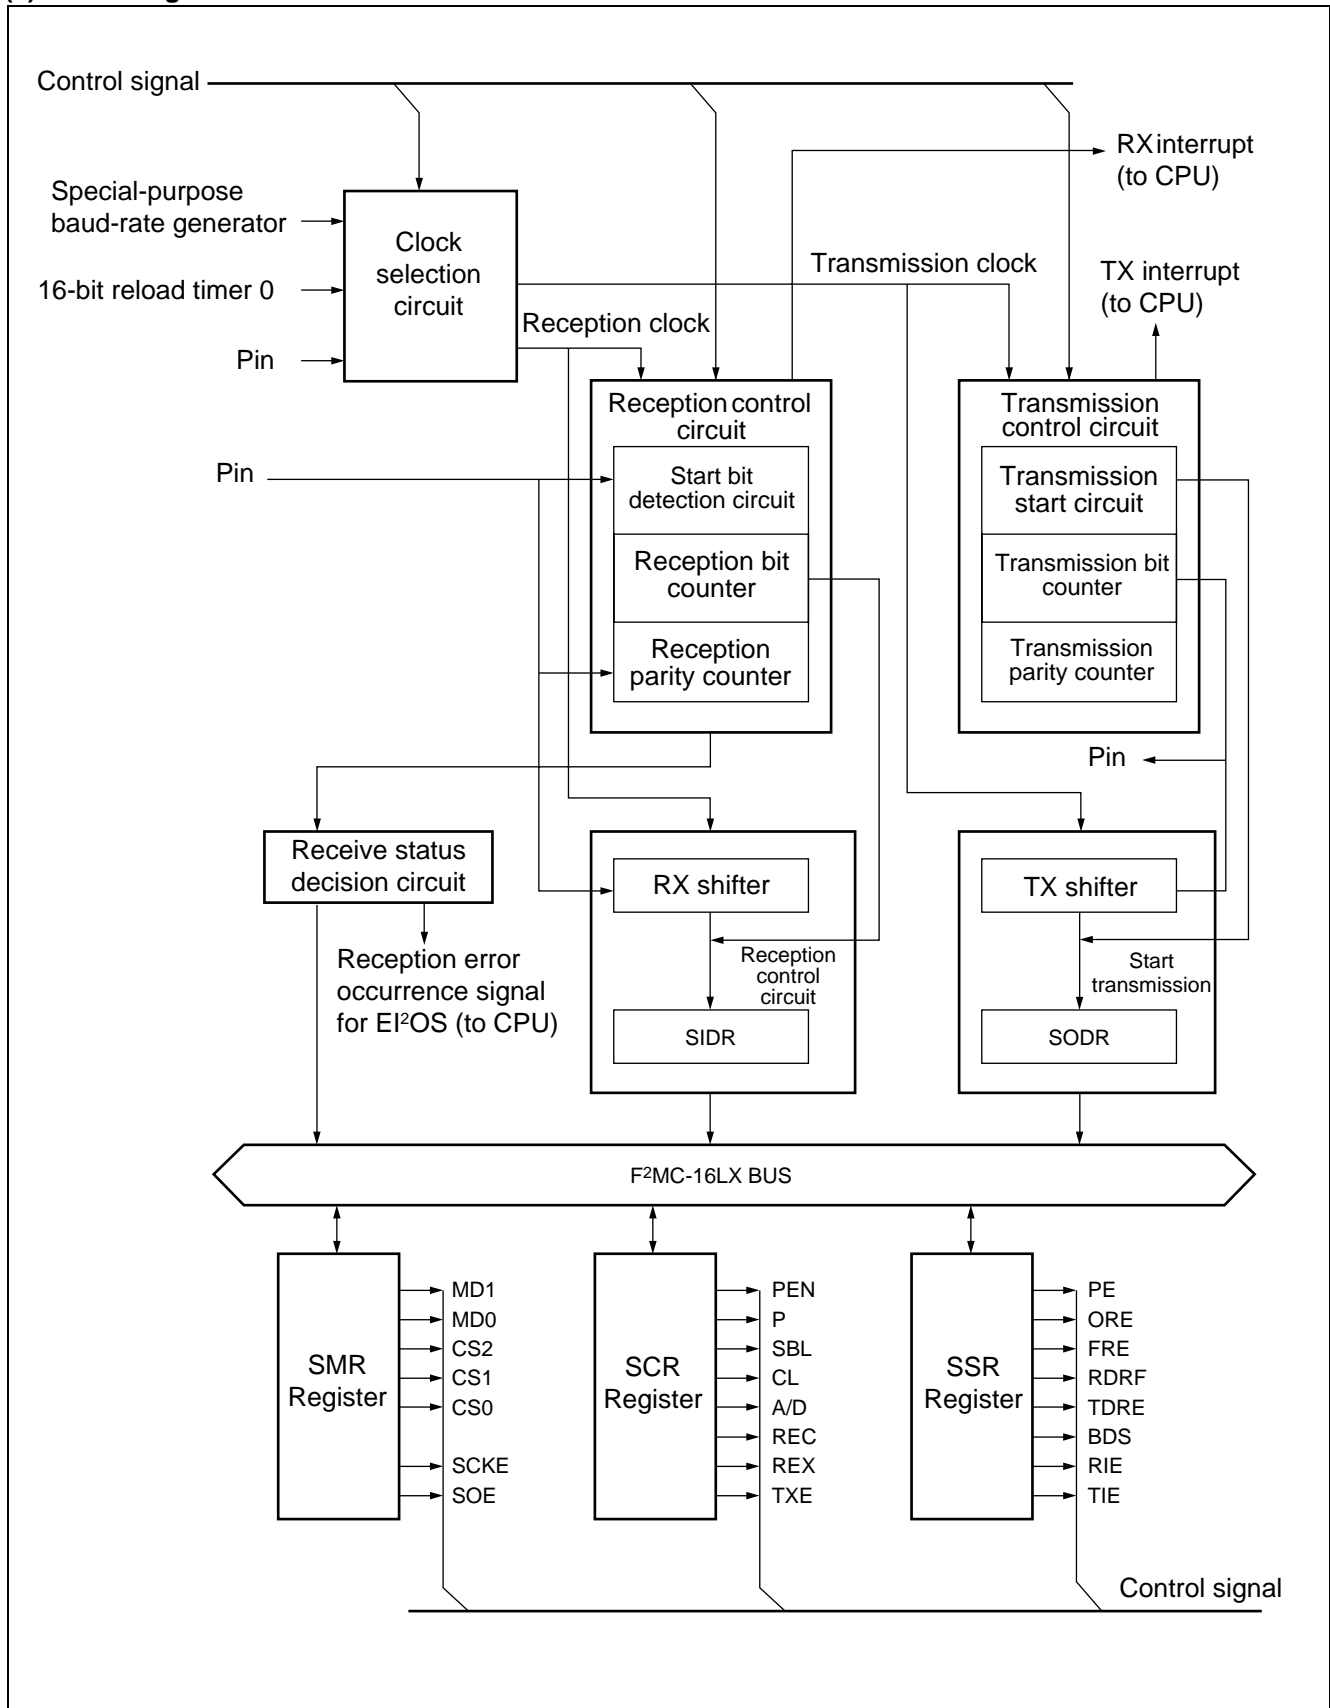 Control signal
RX interrupt
(to CPU)
Special-purpose
baud-rate generator
Clock
selection
circuit
Transmission clock
TX interrupt
(to CPU)
16-bit reload timer 0
Reception clock
Pin
Reception control
circuit
Transmission
control circuit
Pin
Start bit
detection circuit
Transmission
start circuit
Reception bit
counter
Transmission bit
counter
Reception
parity counter
Transmission
parity counter
Pin
Receive status
decision circuit
RX shifter
TX shifter
Reception error
occurrence signal
for EI²OS (to CPU)
Reception
control
circuit
Start
transmission
SIDR
SODR
F²MC-16LX BUS
SMR
Register
MD1
MD0
CS2
CS1
CS0
SCKE
SOE
SCR
Register
PEN
P
SBL
CL
A/D
REC
REX
TXE
SSR
Register
PE
ORE
FRE
RDRF
TDRE
BDS
RIE
TIE
Control signal